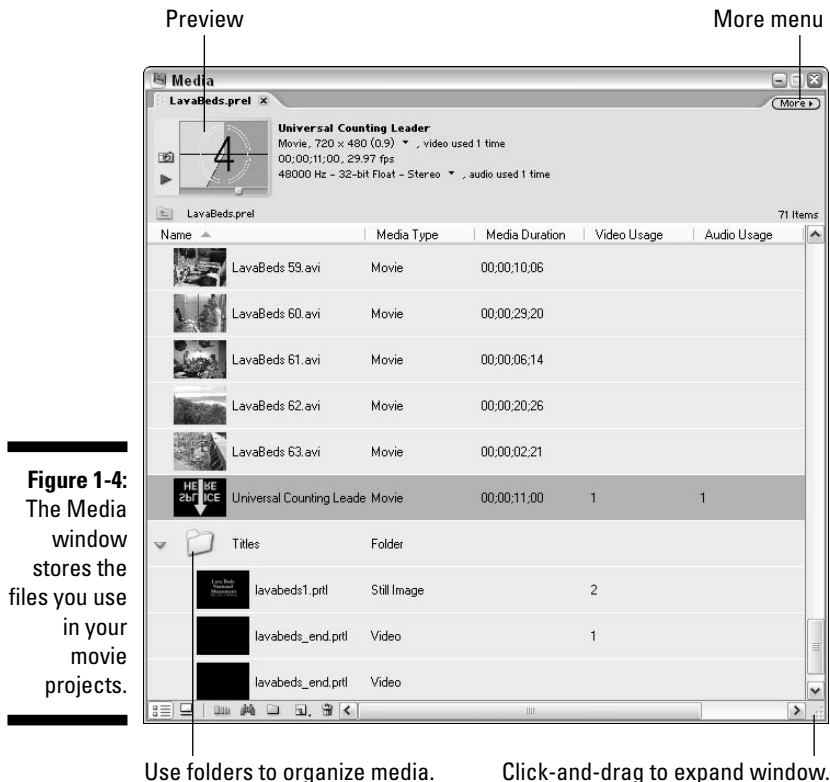 Preview
More menu
Media
LavaBeds.prel
More
Universal Counting Leader
Movie, 720 x 480 (0.9) , video used 1 time
00;00;11;00, 29.97 fps
48000 Hz - 32-bit Float - Stereo , audio used 1 time
4
LavaBeds.prel
71 Items
Name Media Type Media Duration Video Usage Audio Usage
LavaBeds 59.avi Movie 00;00;10;06
LavaBeds 60.avi Movie 00;00;29;20
LavaBeds 61.avi Movie 00;00;06;14
LavaBeds 62.avi Movie 00;00;20;26
LavaBeds 63.avi Movie 00;00;02;21
HERE
SPLICE
Universal Counting Leade Movie 00;00;11;00 1 1
Titles Folder
Lava Beds
National
Monument
lavabeds1.prtl Still Image 2
lavabeds_end.prtl Video 1
lavabeds_end.prtl Video
Figure 1-4:
The Media
window
stores the
files you use
in your
movie
projects.
Use folders to organize media.
Click-and-drag to expand window.